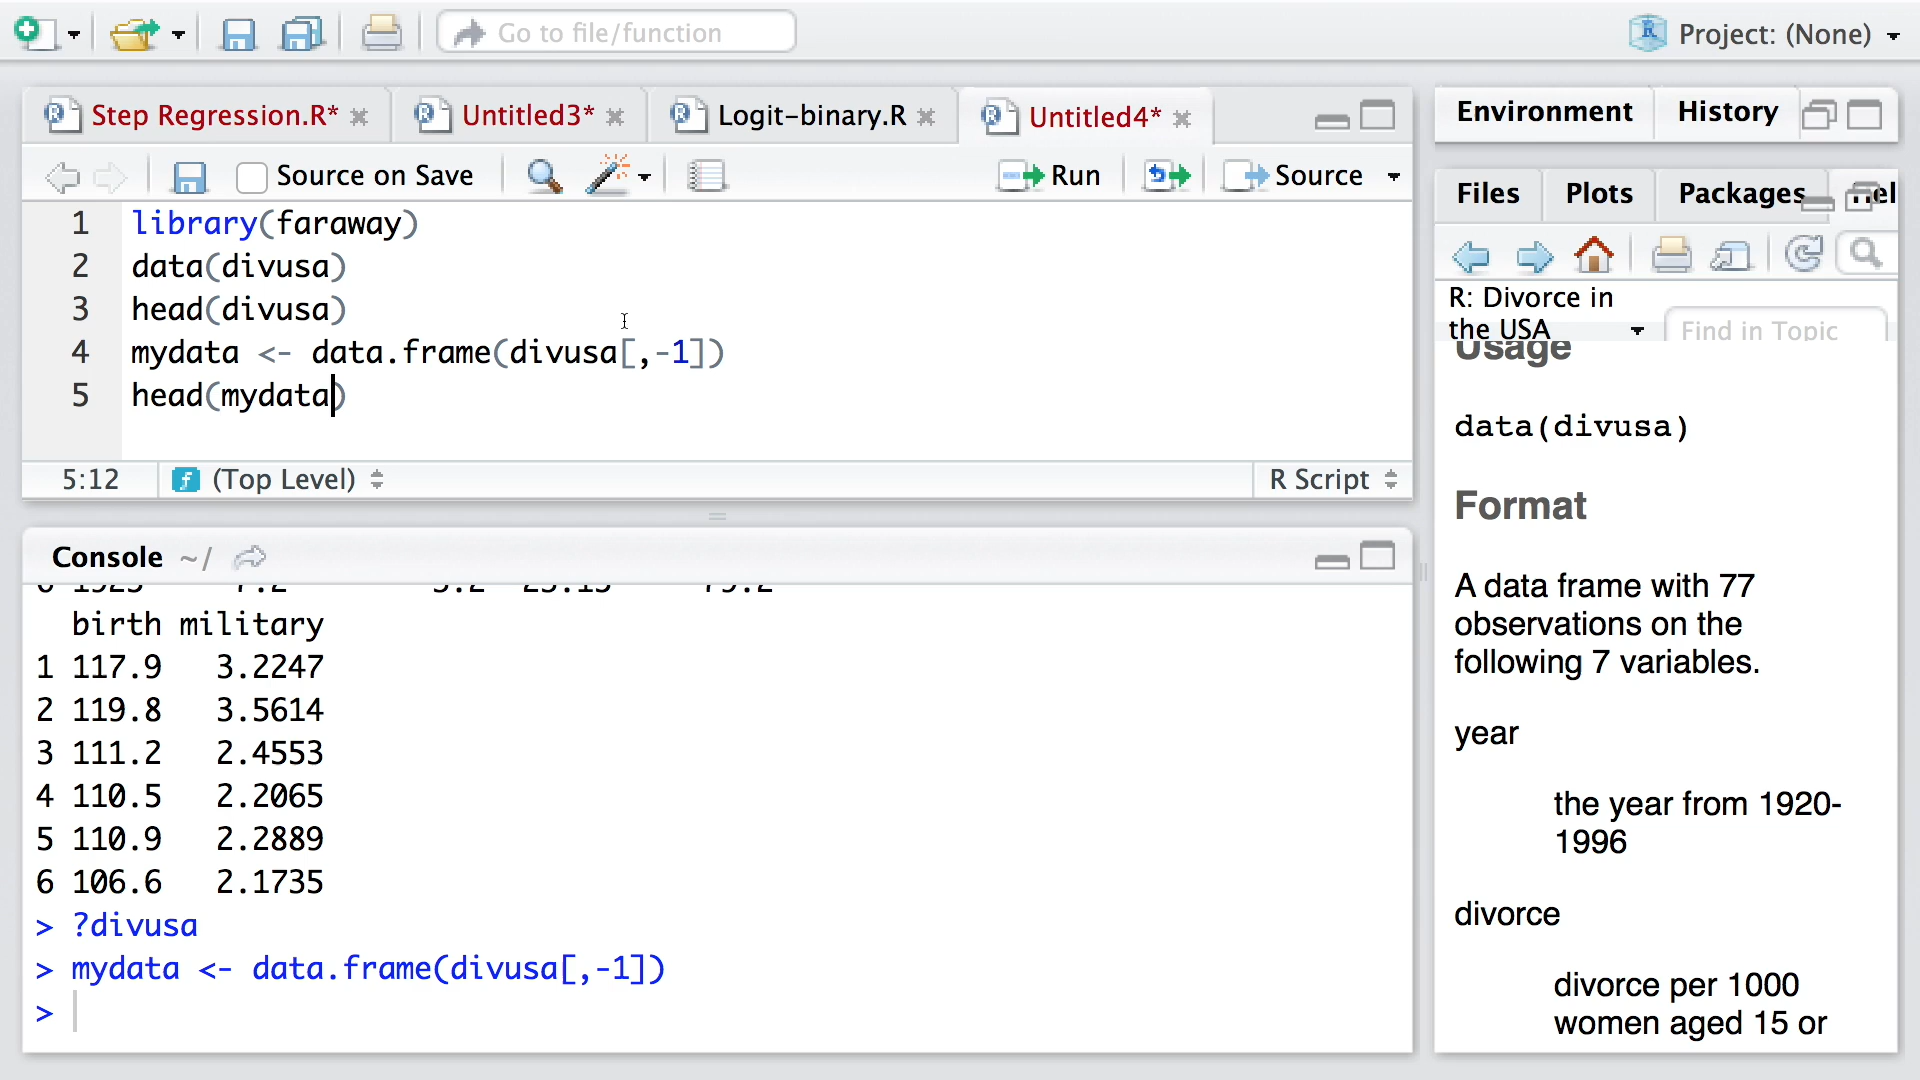 Go to file/function
Project: (None)
Step Regression.R*
Untitled3*
Logit-binary.R
Untitled4*
Source on Save
Run
Source
1 library(faraway)
2 data(divusa)
3 head(divusa)
4 mydata <- data.frame(divusa[,-1])
5 head(mydata)
5:12
(Top Level)
R Script
Console ~/
birth military
1 117.9 3.2247
2 119.8 3.5614
3 111.2 2.4553
4 110.5 2.2065
5 110.9 2.2889
6 106.6 2.1735
> ?divusa
> mydata <- data.frame(divusa[,-1])
>
Environment
History
Files
Plots
Packages
R: Divorce in
the USA
Find in Topic
Usage
data(divusa)
Format
A data frame with 77
observations on the
following 7 variables.
year
the year from 1920-
1996
divorce
divorce per 1000
women aged 15 or